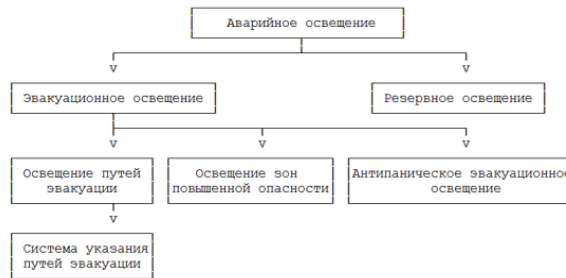 Аварийное освещение
Эвакуационное освещение
Резервное освещение
Освещение путей
эвакуации
Освещение зон
повышенной опасности
Антипаническое эвакуационное
освещение
Система указания
путей эвакуации